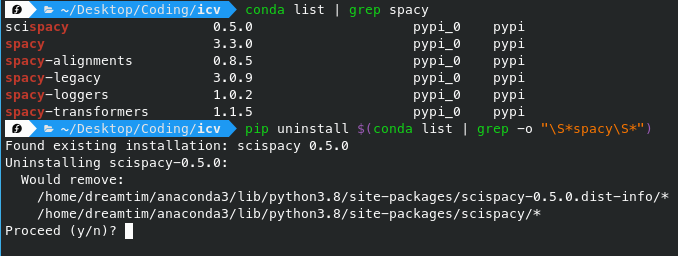 ~/Desktop/Coding/icv conda list | grep spacy
scispacy 0.5.0 pypi_0 pypi
spacy 3.3.0 pypi_0 pypi
spacy-alignments 0.8.5 pypi_0 pypi
spacy-legacy 3.0.9 pypi_0 pypi
spacy-loggers 1.0.2 pypi_0 pypi
spacy-transformers 1.1.5 pypi_0 pypi
~/Desktop/Coding/icv pip uninstall $(conda list | grep -o "\S*spacy\S*")
Found existing installation: scispacy 0.5.0
Uninstalling scispacy-0.5.0:
Would remove:
/home/dreamtim/anaconda3/lib/python3.8/site-packages/scispacy-0.5.0.dist-info/*
/home/dreamtim/anaconda3/lib/python3.8/site-packages/scispacy/*
Proceed (y/n)?